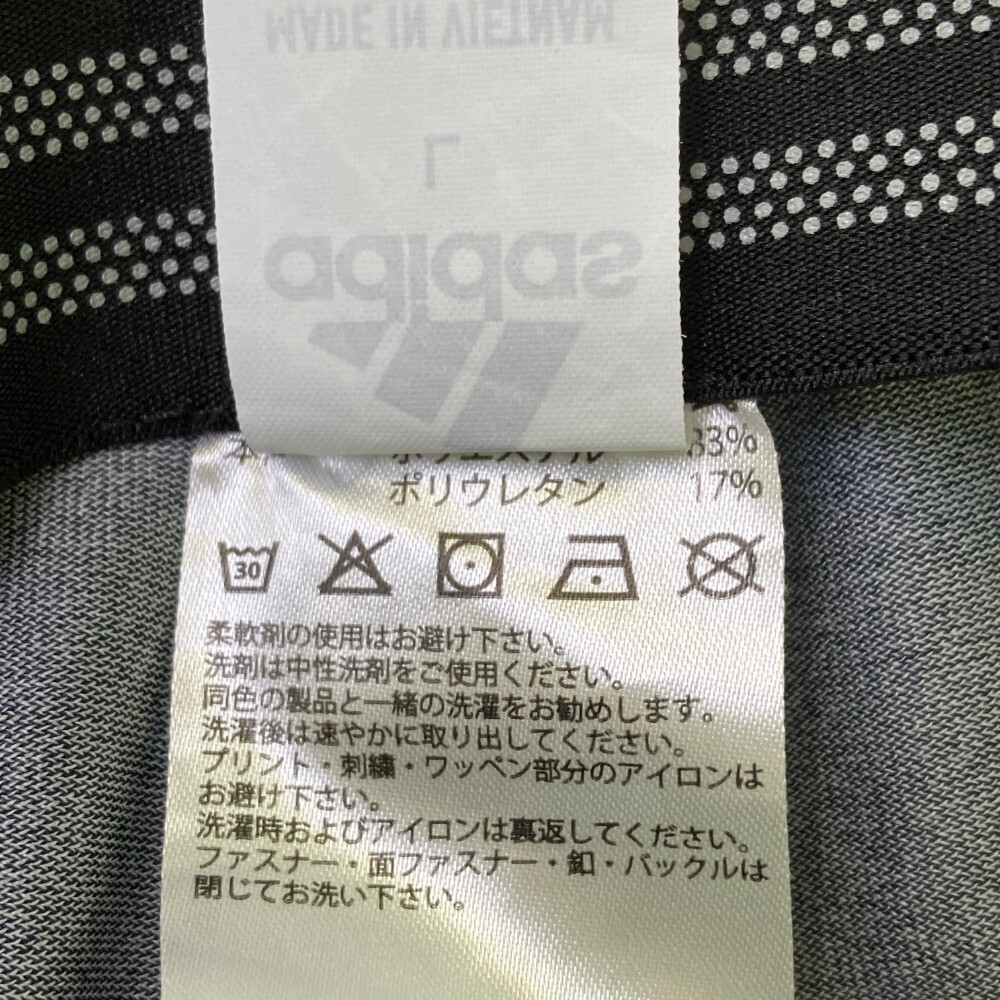 MADE IN VIETNAM
L
adidas
ポリエステル 83%
ポリウレタン 17%
30
柔軟剤の使用はお避け下さい。
洗剤は中性洗剤をご使用ください。
同色の製品と一緒の洗濯をお勧めします。
洗濯後は速やかに取り出してください。
プリント・刺繍・ワッペン部分のアイロンは
お避け下さい。
洗濯時およびアイロンは裏返してください。
ファスナー・面ファスナー・釦・バックルは
閉じてお洗い下さい。